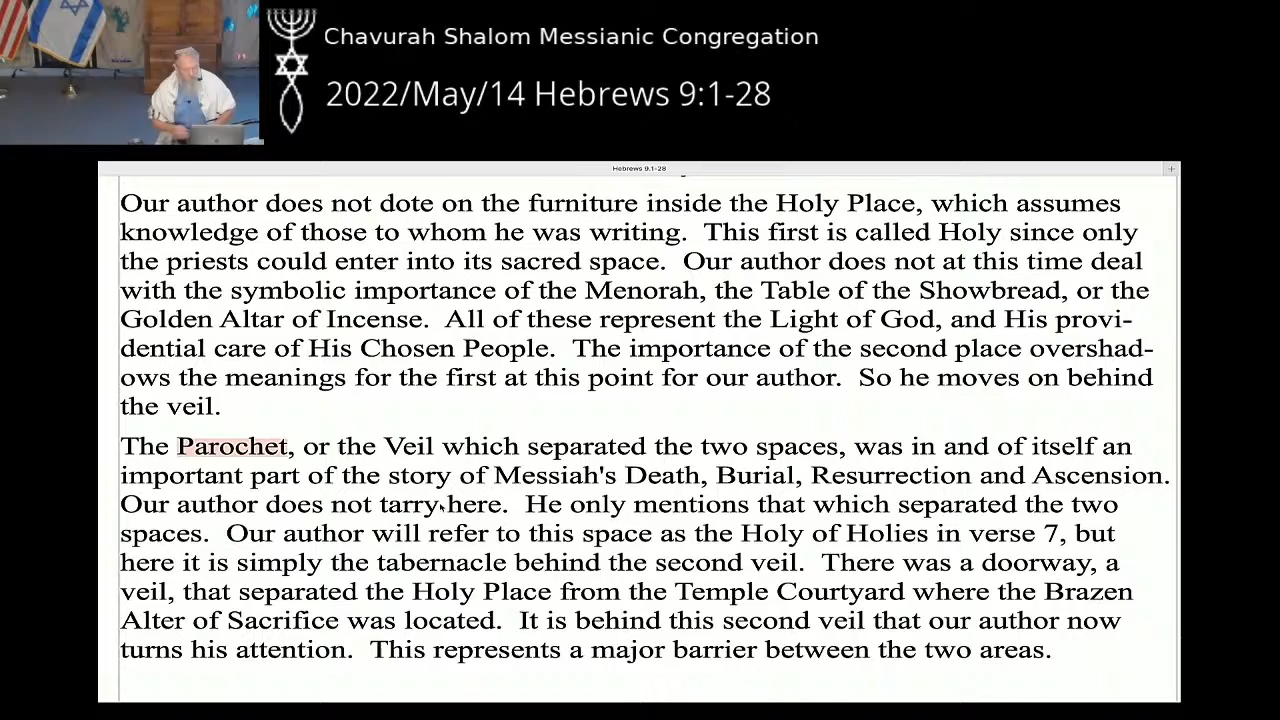 Chavurah Shalom Messianic Congregation
2022/May/14 Hebrews 9:1-28
Hebrews 9.1-28
+
Our author does not dote on the furniture inside the Holy Place, which assumes
knowledge of those to whom he was writing.  This first is called Holy since only
the priests could enter into its sacred space.  Our author does not at this time deal
with the symbolic importance of the Menorah, the Table of the Showbread, or the
Golden Altar of Incense.  All of these represent the Light of God, and His provi-
dential care of His Chosen People.  The importance of the second place overshad-
ows the meanings for the first at this point for our author.  So he moves on behind
the veil.
The Parochet, or the Veil which separated the two spaces, was in and of itself an
important part of the story of Messiah's Death, Burial, Resurrection and Ascension.
Our author does not tarry here.  He only mentions that which separated the two
spaces.  Our author will refer to this space as the Holy of Holies in verse 7, but
here it is simply the tabernacle behind the second veil.  There was a doorway, a
veil, that separated the Holy Place from the Temple Courtyard where the Brazen
Alter of Sacrifice was located.  It is behind this second veil that our author now
turns his attention.  This represents a major barrier between the two areas.